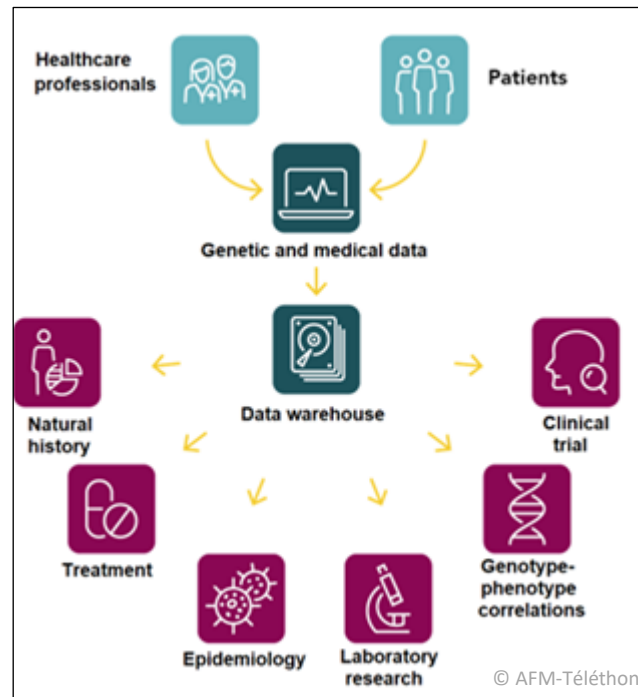 Healthcare
professionals
Patients
Genetic and medical data
Data warehouse
Natural
history
Clinical
trial
Treatment
Genotype-
phenotype
correlations
Epidemiology
Laboratory
research
© AFM-Téléthon